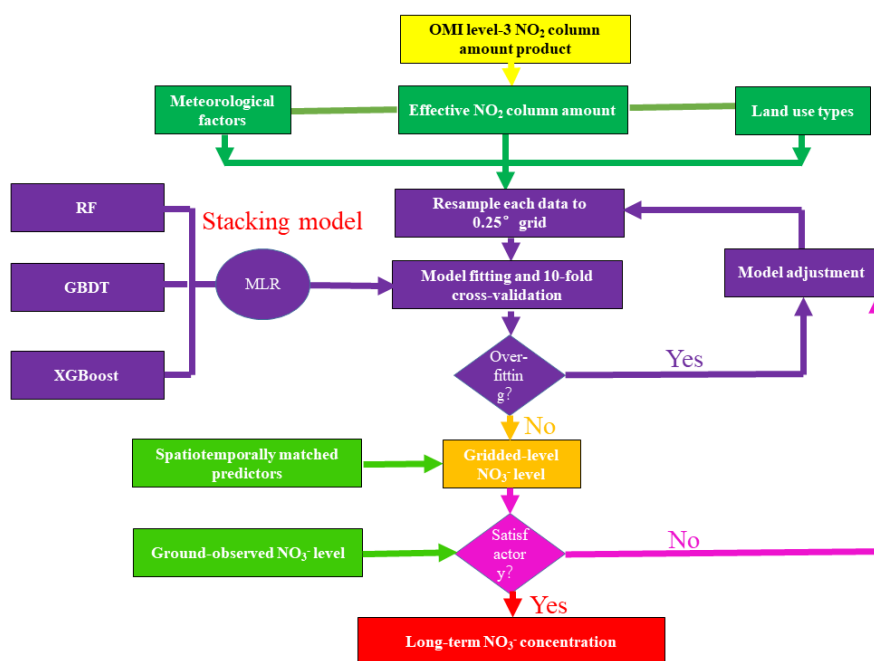 OMI level-3 NO₂ column
amount product
Meteorological
factors
Effective NO₂ column amount
Land use types
RF
Stacking model
Resample each data to
0.25° grid
GBDT
MLR
Model fitting and 10-fold
cross-validation
Model adjustment
XGBoost
Over-
fittin
g?
Yes
No
Spatiotemporally matched
predictors
Gridded-level
NO₃⁻ level
Ground-observed NO₃⁻ level
Satisf
actor
y?
No
Yes
Long-term NO₃⁻ concentration